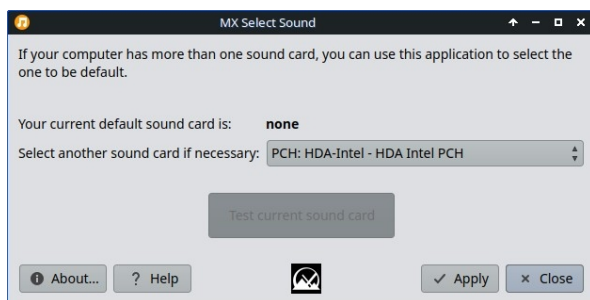 MX Select Sound
If your computer has more than one sound card, you can use this application to select the
one to be default.
Your current default sound card is: none
Select another sound card if necessary: PCH: HDA-Intel - HDA Intel PCH
Test current sound card
About... ? Help Apply Close